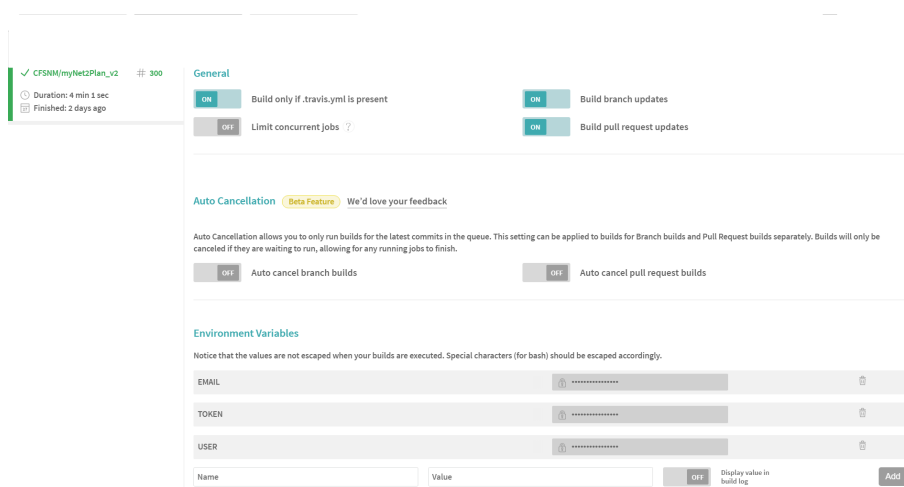 CFSNM/myNet2Plan_v2 # 300
Duration: 4 min 1 sec
Finished: 2 days ago
General
ON Build only if .travis.yml is present
ON Build branch updates
OFF Limit concurrent jobs ?
ON Build pull request updates
Auto Cancellation Beta Feature We'd love your feedback
Auto Cancellation allows you to only run builds for the latest commits in the queue. This setting can be applied to builds for Branch builds and Pull Request builds separately. Builds will only be
canceled if they are waiting to run, allowing for any running jobs to finish.
OFF Auto cancel branch builds
OFF Auto cancel pull request builds
Environment Variables
Notice that the values are not escaped when your builds are executed. Special characters (for bash) should be escaped accordingly.
EMAIL ••••••••••••••••
TOKEN ••••••••••••••••
USER ••••••••••••••••
Name
Value
OFF Display value in
build log
Add